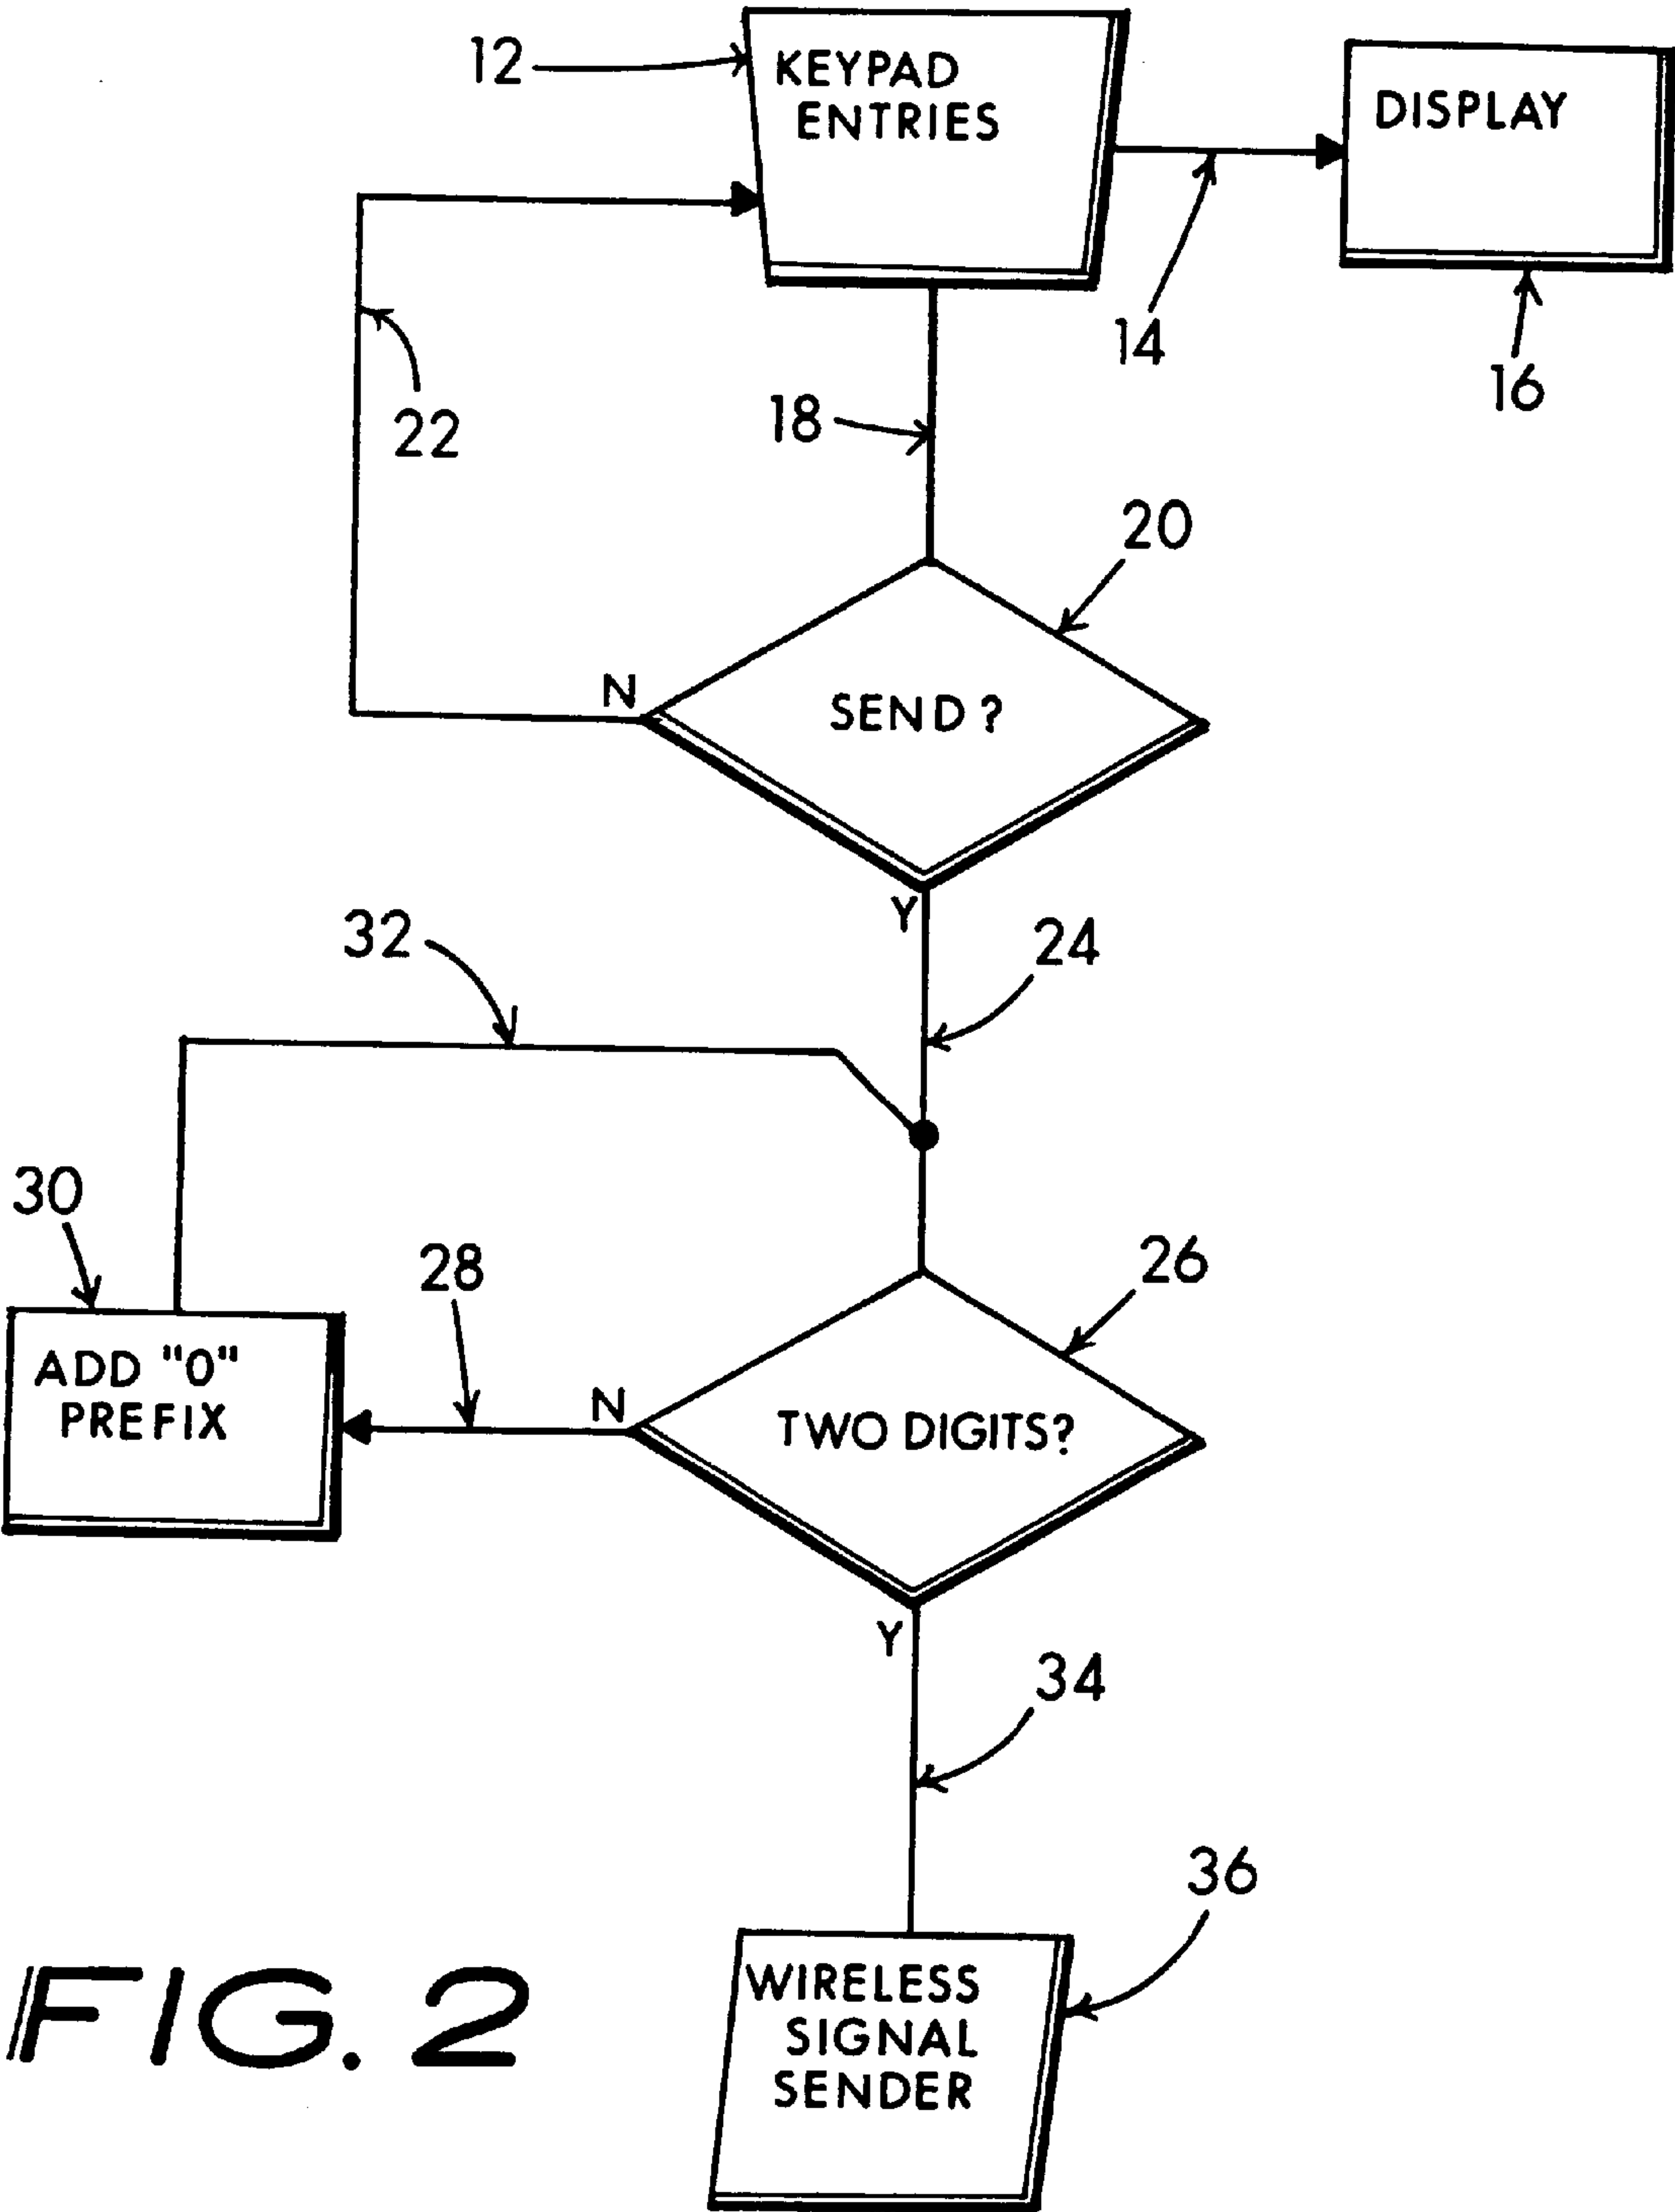 12
KEYPAD
ENTRIES
DISPLAY
14
16
22
18
20
N
SEND ?
Y
32
24
30
28
26
ADD "0"
PREFIX
N
TWO DIGITS?
Y
34
36
WIRELESS
SIGNAL
SENDER
FIG. 2